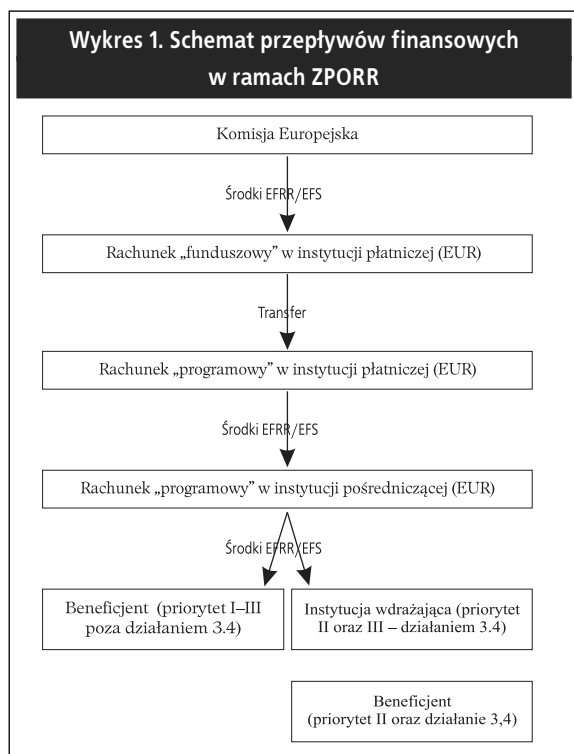 Wykres 1. Schemat przepływów finansowych
w ramach ZPORR
Komisja Europejska
Środki EFRR/EFS
Rachunek „funduszowy” w instytucji płatniczej (EUR)
Transfer
Rachunek „programowy” w instytucji płatniczej (EUR)
Środki EFRR/EFS
Rachunek „programowy” w instytucji pośredniczącej (EUR)
Środki EFRR/EFS
Beneficjent (priorytet I–III
poza działaniem 3.4)
Instytucja wdrażająca (priorytet
II oraz III – działaniem 3.4)
Beneficjent
(priorytet II oraz działanie 3,4)